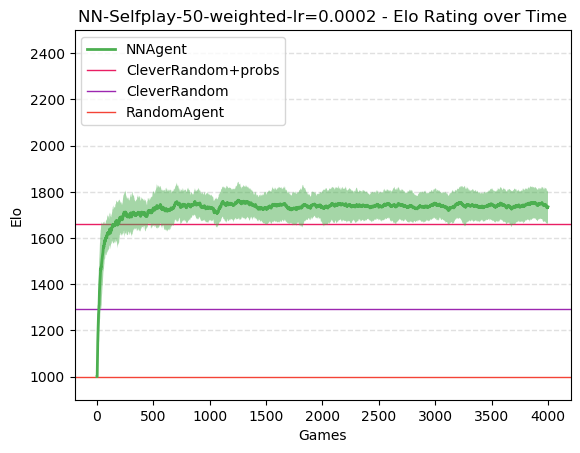 NN-Selfplay-50-weighted-lr=0.0002 - Elo Rating over Time
NNAgent
CleverRandom+probs
CleverRandom
RandomAgent
2400
2200
2000
1800
1600
1400
1200
1000
Elo
0 500 1000 1500 2000 2500 3000 3500 4000
Games